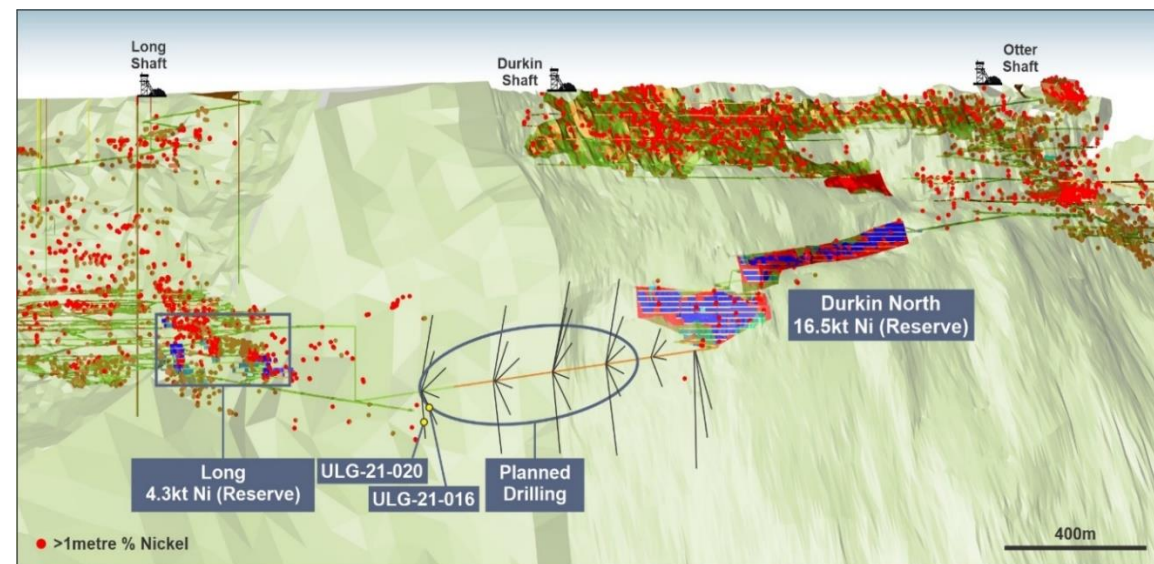 Long
Shaft
Durkin
Shaft
Otter
Shaft
Durkin North
16.5kt Ni (Reserve)
Long
4.3kt Ni (Reserve)
ULG-21-020
ULG-21-016
Planned
Drilling
>1metre % Nickel
400m